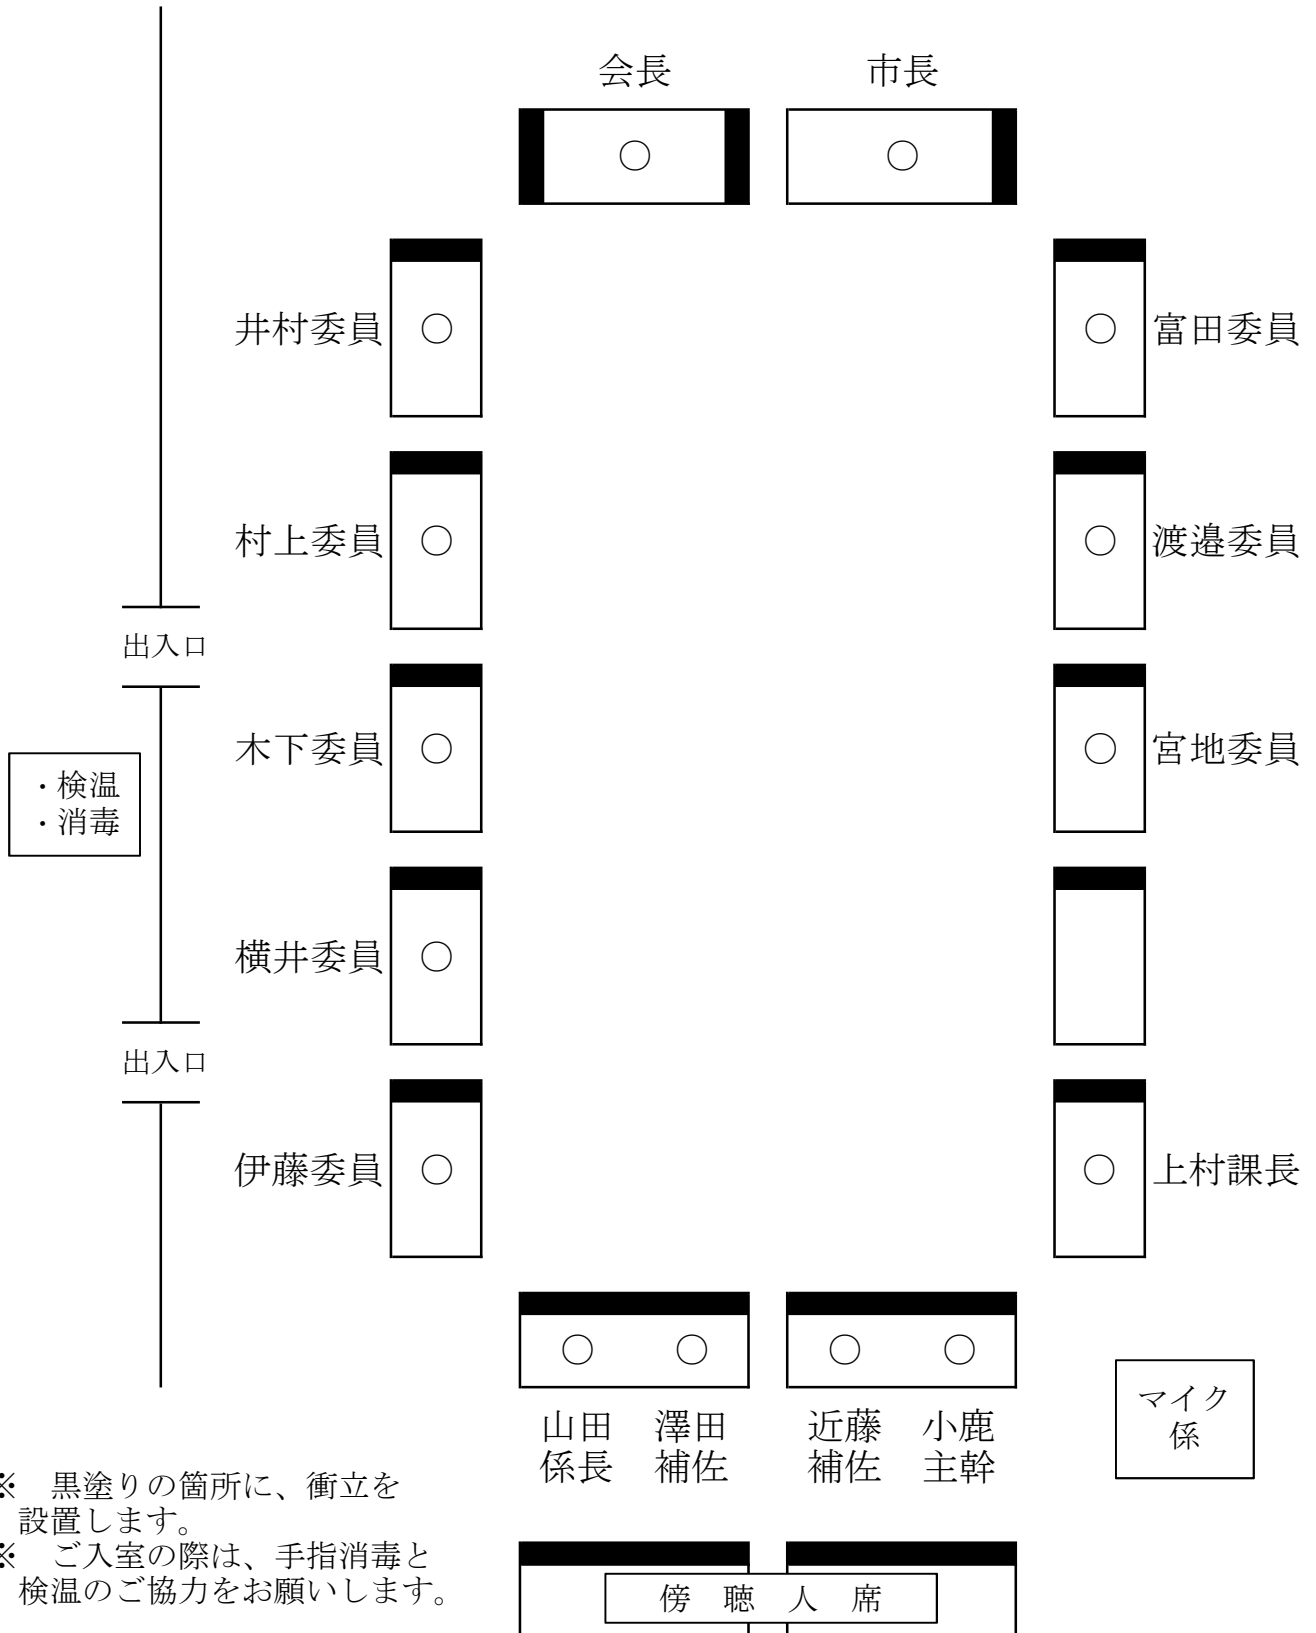 会長
市長
○
○
井村委員
○
○
富田委員
村上委員
○
○
渡邉委員
出入口
木下委員
○
○
宮地委員
・検温
・消毒
横井委員
○
出入口
伊藤委員
○
○
上村課長
○
○
○
○
山田
係長
澤田
補佐
近藤
補佐
小鹿
主幹
マイク
係
※　黒塗りの箇所に、衝立を
設置します。
※　ご入室の際は、手指消毒と
検温のご協力をお願いします。
傍　聴　人　席